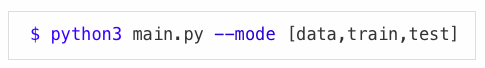 $ python3 main.py --mode [data,train,test]